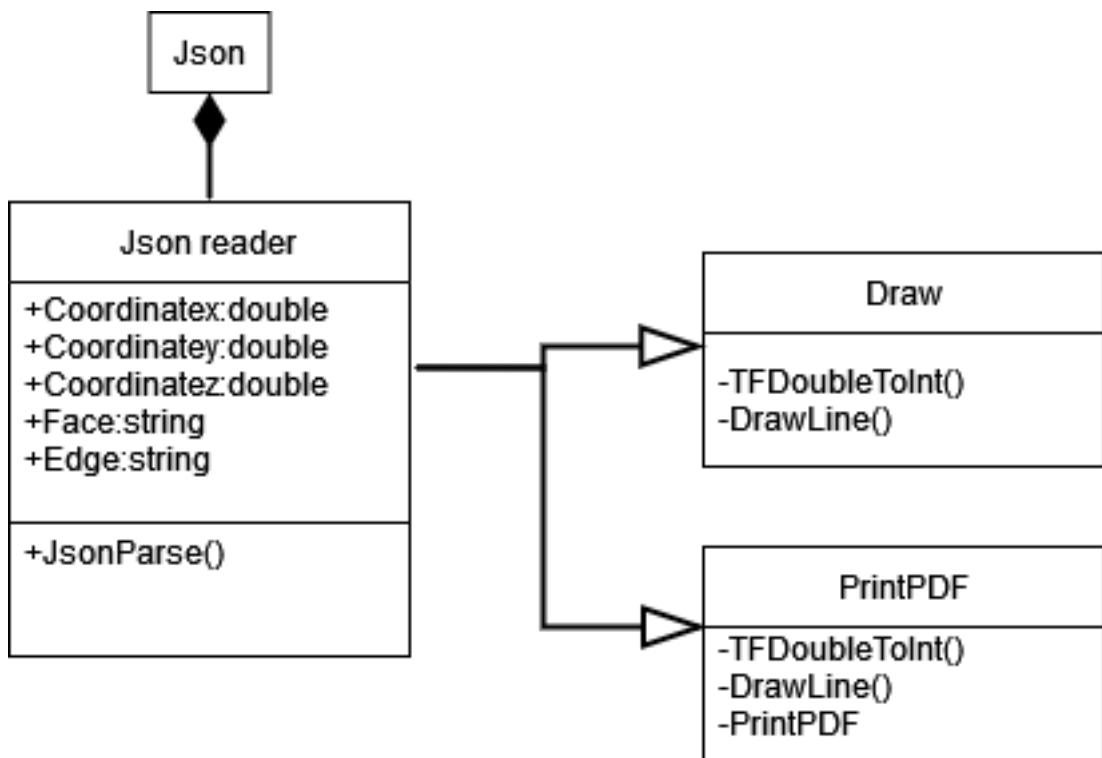 Json
Json reader
+Coordinatex:double
+Coordinatey:double
+Coordinatez:double
+Face:string
+Edge:string
+JsonParse()
Draw
-TFDoubleToInt()
-DrawLine()
PrintPDF
-TFDoubleToInt()
-DrawLine()
-PrintPDF